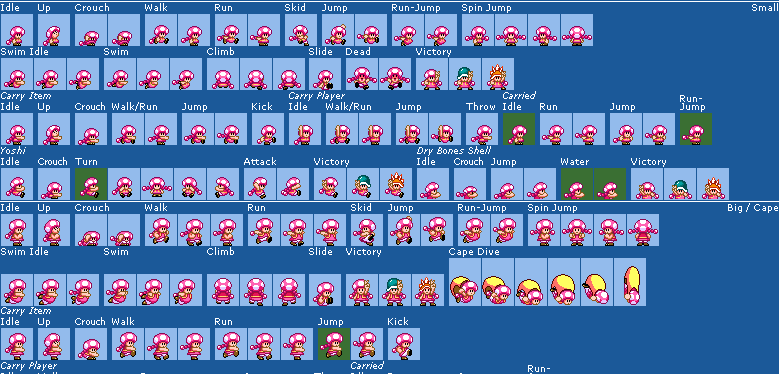 Idle Up Crouch Walk Run Skid Jump Run-Jump Spin Jump Small
Swim Idle Swim Climb Slide Dead Victory
Carry Item Carry Player Carried
Idle Up Crouch Walk/Run Jump Kick Idle Walk/Run Jump Throw Idle Run Jump Run-Jump
Yoshi Dry Bones Shell
Idle Crouch Turn Attack Victory Idle Crouch Jump Water Victory
Idle Up Crouch Walk Run Skid Jump Run-Jump Spin Jump Big / Cape
Swim Idle Swim Climb Slide Victory Cape Dive
Carry Item
Idle Up Crouch Walk Run Jump Kick
Carry Player Carried
Run-